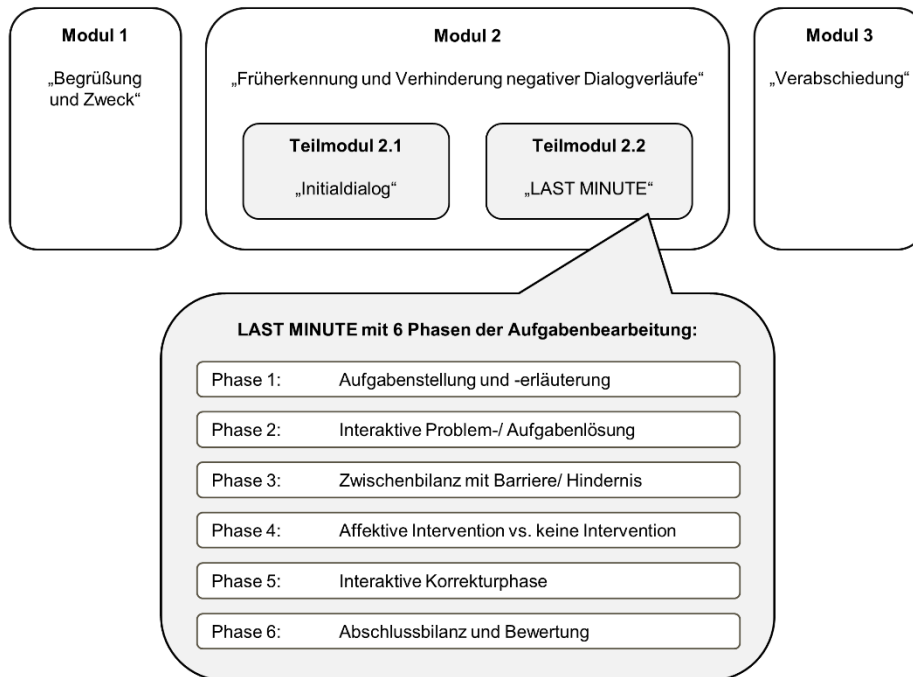 Modul 1
„Begrüßung
und Zweck“
Modul 2
„Früherkennung und Verhinderung negativer Dialogverläufe“
Teilmodul 2.1
„Initialdialog“
Teilmodul 2.2
„LAST MINUTE“
Modul 3
„Verabschiedung“
LAST MINUTE mit 6 Phasen der Aufgabenbearbeitung:
Phase 1: Aufgabenstellung und -erläuterung
Phase 2: Interaktive Problem-/ Aufgabenlösung
Phase 3: Zwischenbilanz mit Barriere/ Hindernis
Phase 4: Affektive Intervention vs. keine Intervention
Phase 5: Interaktive Korrekturphase
Phase 6: Abschlussbilanz und Bewertung